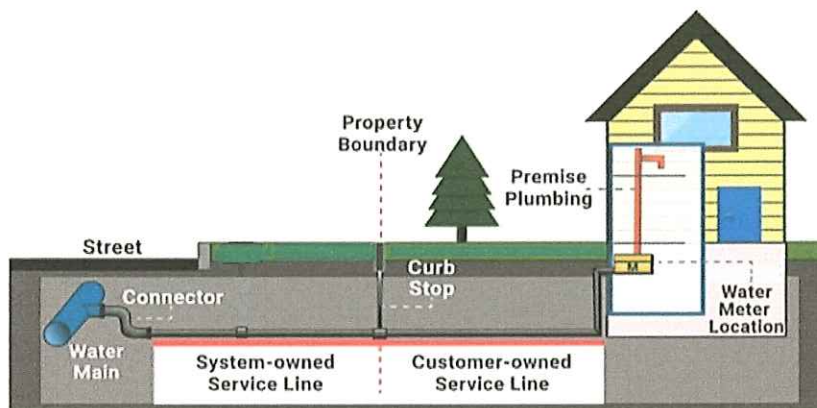 Property
Boundary
Premise
Plumbing
Street
Connector
Curb
Stop
M
Water
Main
Water
Meter
Location
System-owned
Service Line
Customer-owned
Service Line